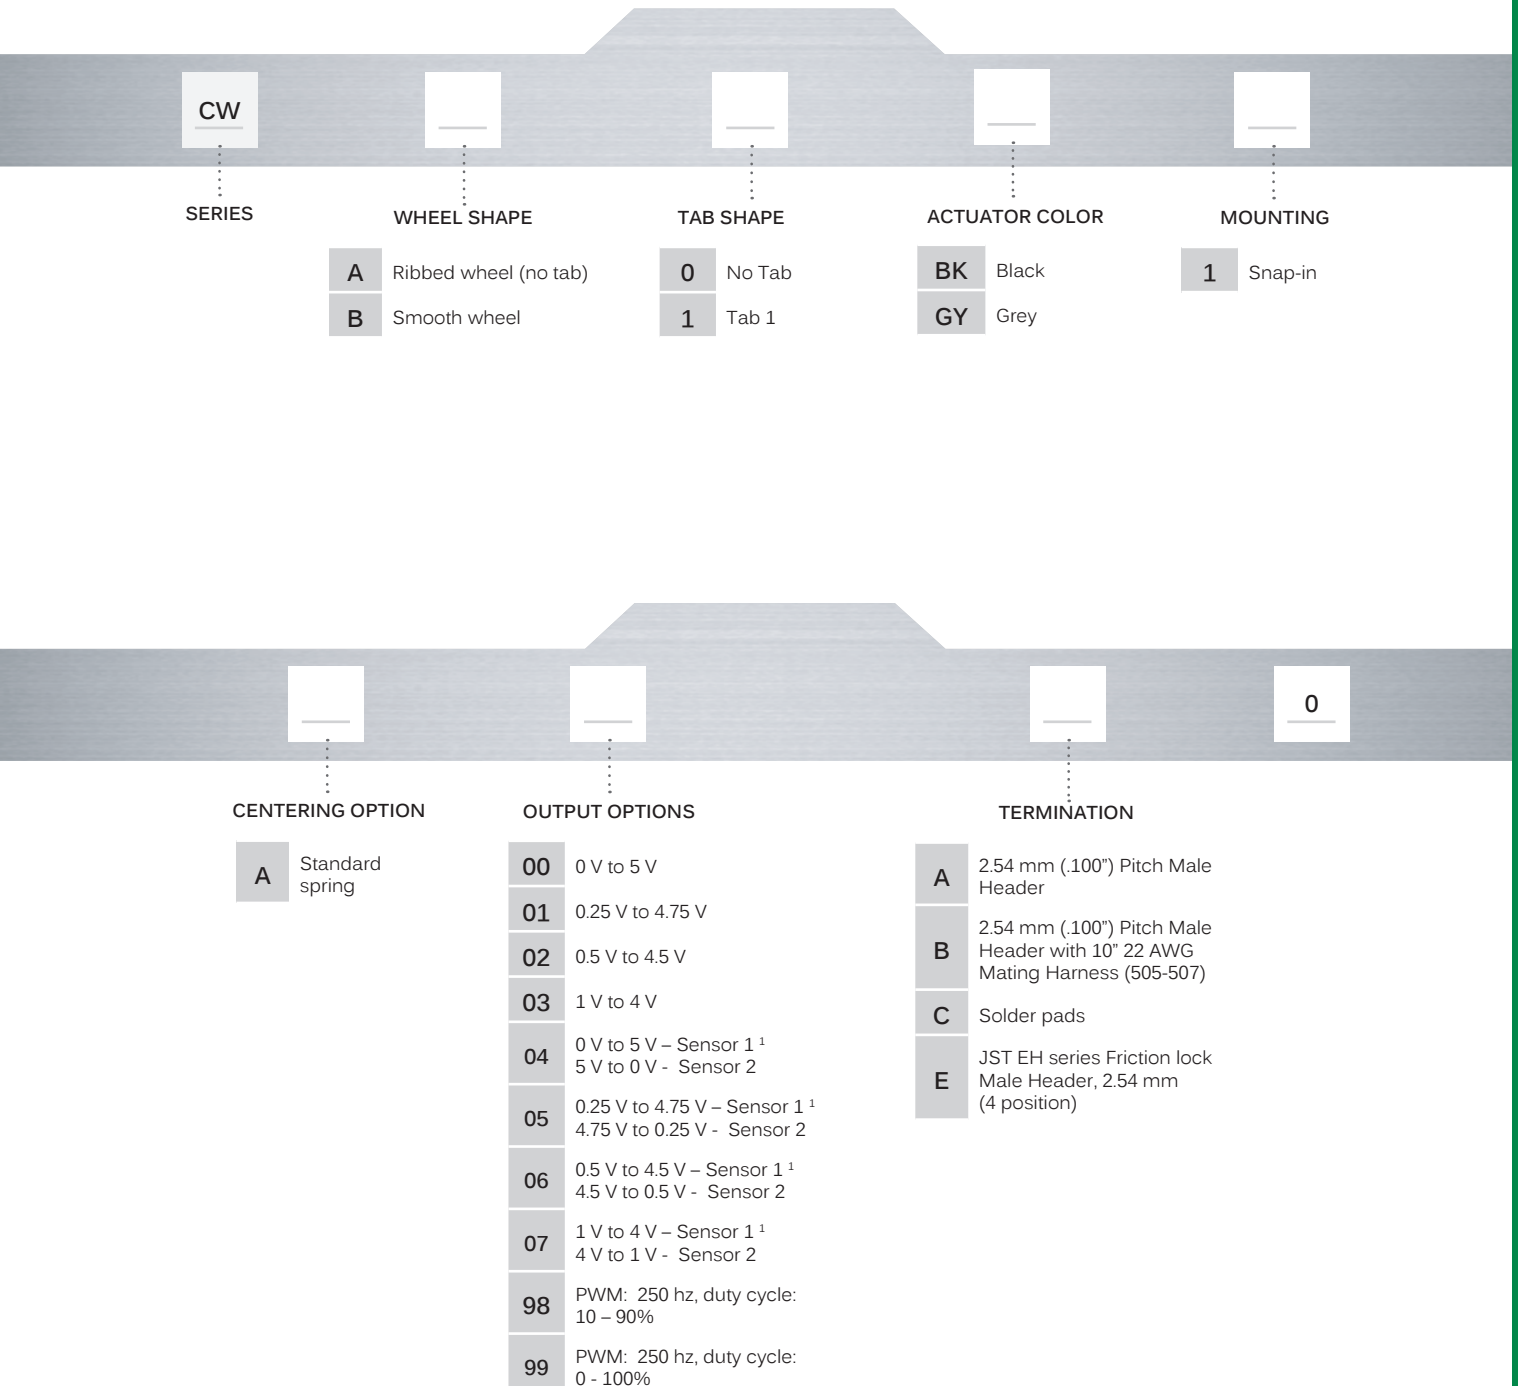 CW
SERIES
WHEEL SHAPE
A Ribbed wheel (no tab)
B Smooth wheel
TAB SHAPE
0 No Tab
1 Tab 1
ACTUATOR COLOR
BK Black
GY Grey
MOUNTING
1 Snap-in
0
CENTERING OPTION
A Standard
spring
OUTPUT OPTIONS
00 0 V to 5 V
01 0.25 V to 4.75 V
02 0.5 V to 4.5 V
03 1 V to 4 V
04 0 V to 5 V – Sensor 1 ¹
5 V to 0 V - Sensor 2
05 0.25 V to 4.75 V – Sensor 1 ¹
4.75 V to 0.25 V - Sensor 2
06 0.5 V to 4.5 V – Sensor 1 ¹
4.5 V to 0.5 V - Sensor 2
07 1 V to 4 V – Sensor 1 ¹
4 V to 1 V - Sensor 2
98 PWM: 250 hz, duty cycle:
10 – 90%
99 PWM: 250 hz, duty cycle:
0 - 100%
TERMINATION
A 2.54 mm (.100”) Pitch Male
Header
B 2.54 mm (.100”) Pitch Male
Header with 10” 22 AWG
Mating Harness (505-507)
C Solder pads
E JST EH series Friction lock
Male Header, 2.54 mm
(4 position)